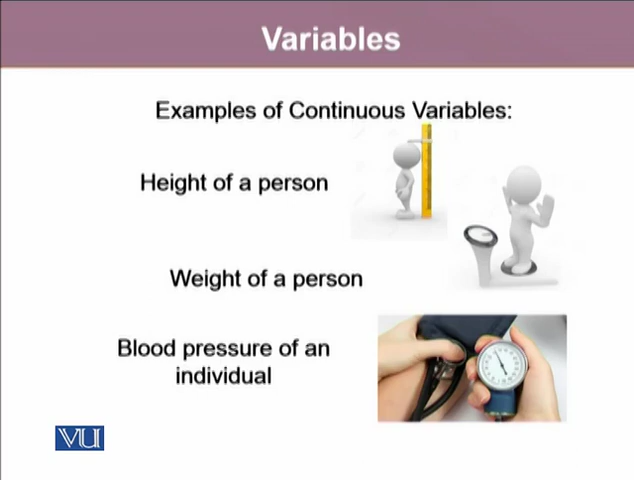 Variables
Examples of Continuous Variables:
Height of a person
Weight of a person
Blood pressure of an
individual
VU